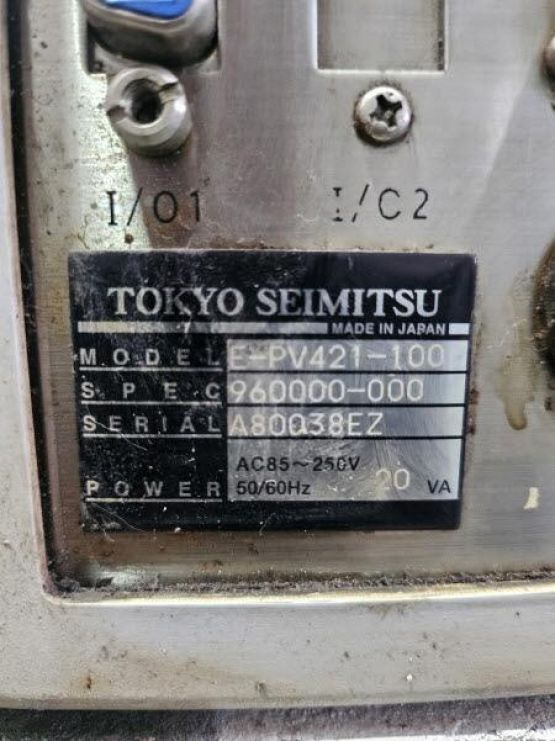 I/O1 I/C2
TOKYO SEIMITSU
MADE IN JAPAN
MODEL E-PV421-100
SPEC 960000-000
SERIAL A80038EZ
AC85~250V
POWER 50/60Hz 20 VA